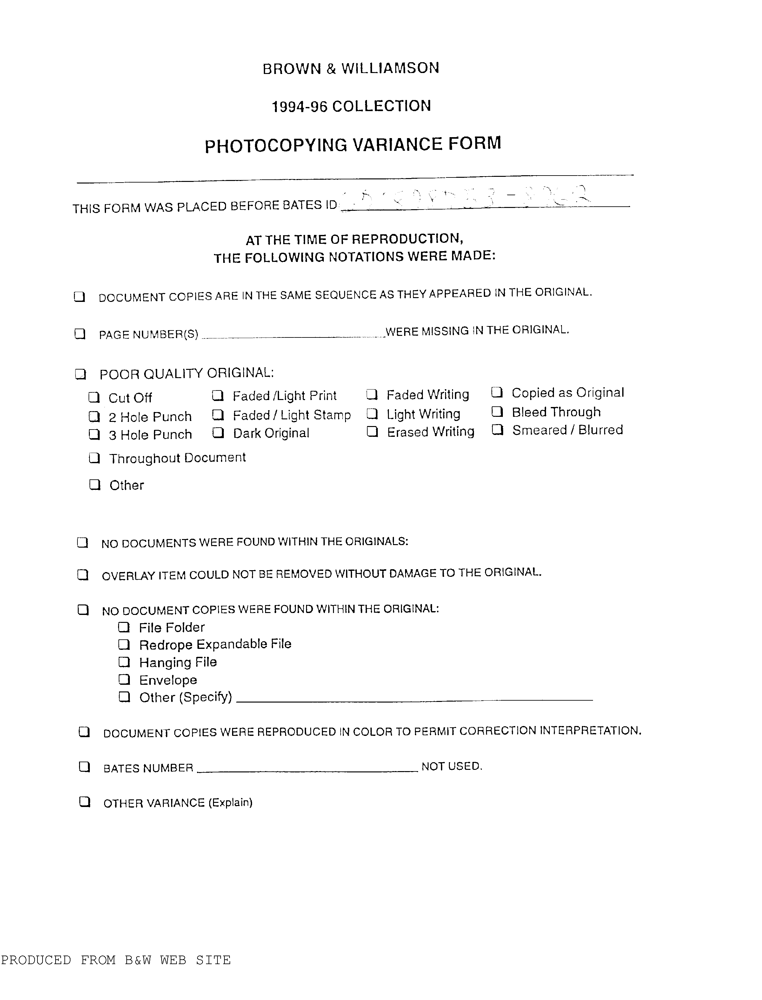 BROWN & WILLIAMSON
1994-96 COLLECTION
PHOTOCOPYING VARIANCE FORM
THIS FORM WAS PLACED BEFORE BATES ID
AT THE TIME OF REPRODUCTION,
THE FOLLOWING NOTATIONS WERE MADE:
❏ DOCUMENT COPIES ARE IN THE SAME SEQUENCE AS THEY APPEARED IN THE ORIGINAL.
❏ PAGE NUMBER(S) ____________ WERE MISSING IN THE ORIGINAL.
❏ POOR QUALITY ORIGINAL:
❏ Cut Off ❏ Faded /Light Print ❏ Faded Writing ❏ Copied as Original
❏ 2 Hole Punch ❏ Faded / Light Stamp ❏ Light Writing ❏ Bleed Through
❏ 3 Hole Punch ❏ Dark Original ❏ Erased Writing ❏ Smeared / Blurred
❏ Throughout Document
❏ Other
❏ NO DOCUMENTS WERE FOUND WITHIN THE ORIGINALS:
❏ OVERLAY ITEM COULD NOT BE REMOVED WITHOUT DAMAGE TO THE ORIGINAL.
❏ NO DOCUMENT COPIES WERE FOUND WITHIN THE ORIGINAL:
❏ File Folder
❏ Redrope Expandable File
❏ Hanging File
❏ Envelope
❏ Other (Specify) ____________
❏ DOCUMENT COPIES WERE REPRODUCED IN COLOR TO PERMIT CORRECTION INTERPRETATION.
❏ BATES NUMBER ____________ NOT USED.
❏ OTHER VARIANCE (Explain)
PRODUCED FROM B&W WEB SITE